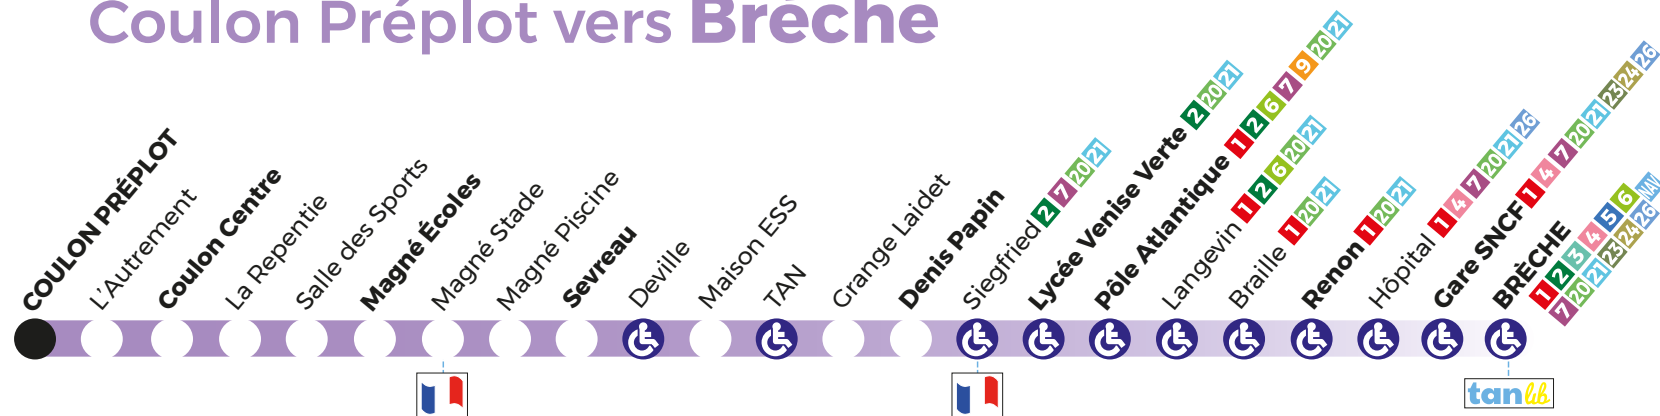 Coulon Préplot vers Brèche
COULON PRÉPLOT
L'Autrement
Coulon Centre
La Repentie
Salle des Sports
Magné Écoles
Magné Stade
Magné Piscine
Sevreau
Deville
Maison ESS
TAN
Grange Laidet
Denis Papin
Siegfried 2 7 20 21
Lycée Venise Verte 2 20 21
Pôle Atlantique 1 2 6 7 9 20 21
Langevin 1 2 6 20 21
Braille 1 20 21
Renon 1 20 21
Hôpital 1 4 7 20 21 26
Gare SNCF 1 4 7 20 21 23 24 26
BRÈCHE 1 2 3 4 5 6 NAV
7 20 21 23 24 26
tanlib